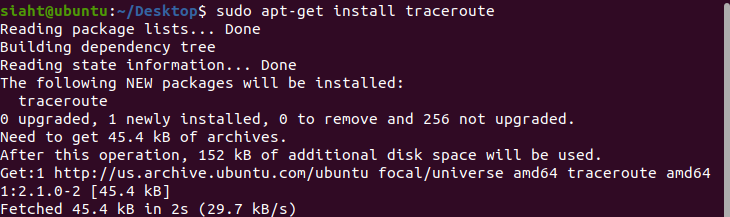 siaht@ubuntu:~/Desktop$ sudo apt-get install traceroute
Reading package lists... Done
Building dependency tree
Reading state information... Done
The following NEW packages will be installed:
  traceroute
0 upgraded, 1 newly installed, 0 to remove and 256 not upgraded.
Need to get 45.4 kB of archives.
After this operation, 152 kB of additional disk space will be used.
Get:1 http://us.archive.ubuntu.com/ubuntu focal/universe amd64 traceroute amd64
1:2.1.0-2 [45.4 kB]
Fetched 45.4 kB in 2s (29.7 kB/s)